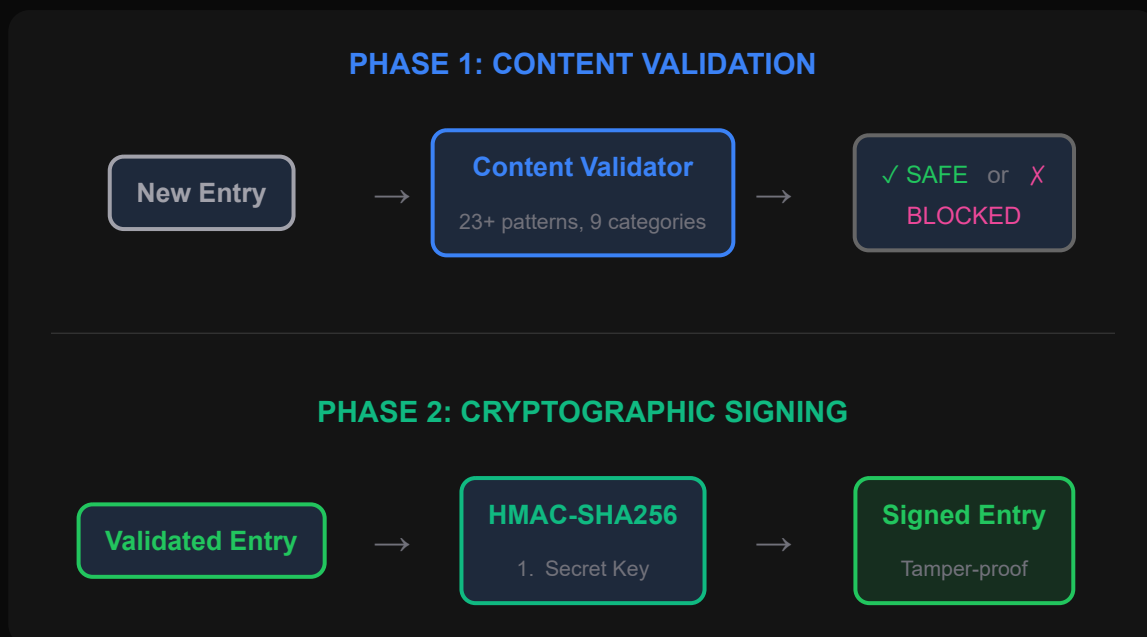 PHASE 1: CONTENT VALIDATION
New Entry
→
Content Validator
23+ patterns, 9 categories
→
✓ SAFE or ✗
BLOCKED
PHASE 2: CRYPTOGRAPHIC SIGNING
Validated Entry
→
HMAC-SHA256
1. Secret Key
→
Signed Entry
Tamper-proof